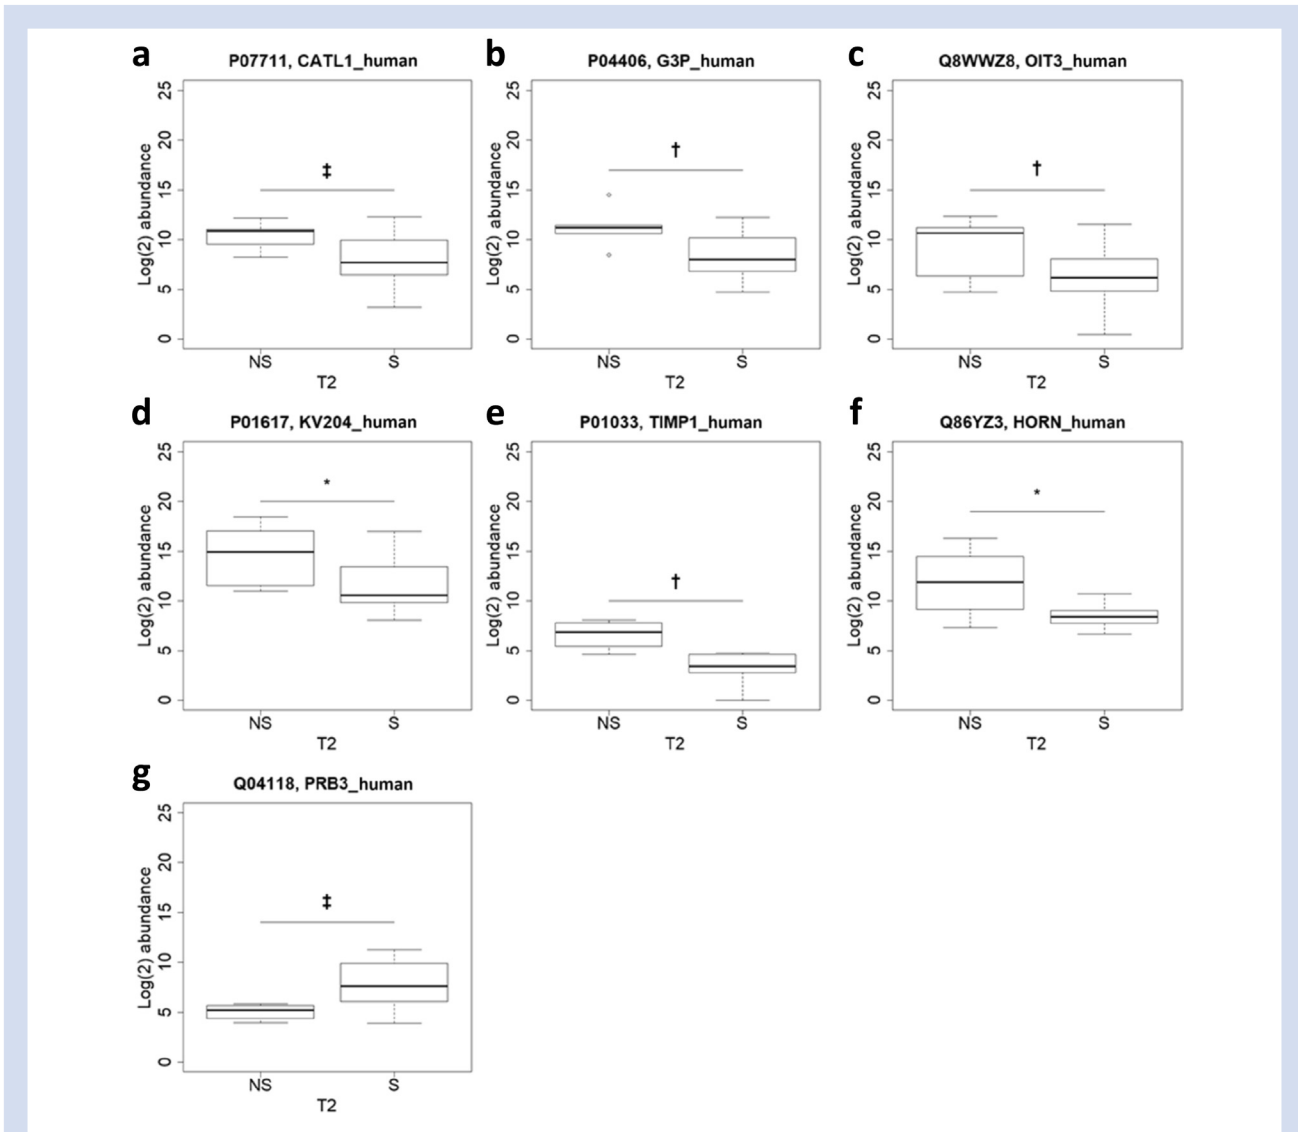 a
P07711, CATL1_human
25
20
15
10
5
0
Log(2) abundance
‡
NS
S
T2
b
P04406, G3P_human
25
20
15
10
5
0
Log(2) abundance
†
NS
S
T2
c
Q8WWZ8, OIT3_human
25
20
15
10
5
0
Log(2) abundance
†
NS
S
T2
d
P01617, KV204_human
25
20
15
10
5
0
Log(2) abundance
*
NS
S
T2
e
P01033, TIMP1_human
25
20
15
10
5
0
Log(2) abundance
†
NS
S
T2
f
Q86YZ3, HORN_human
25
20
15
10
5
0
Log(2) abundance
*
NS
S
T2
g
Q04118, PRB3_human
25
20
15
10
5
0
Log(2) abundance
‡
NS
S
T2